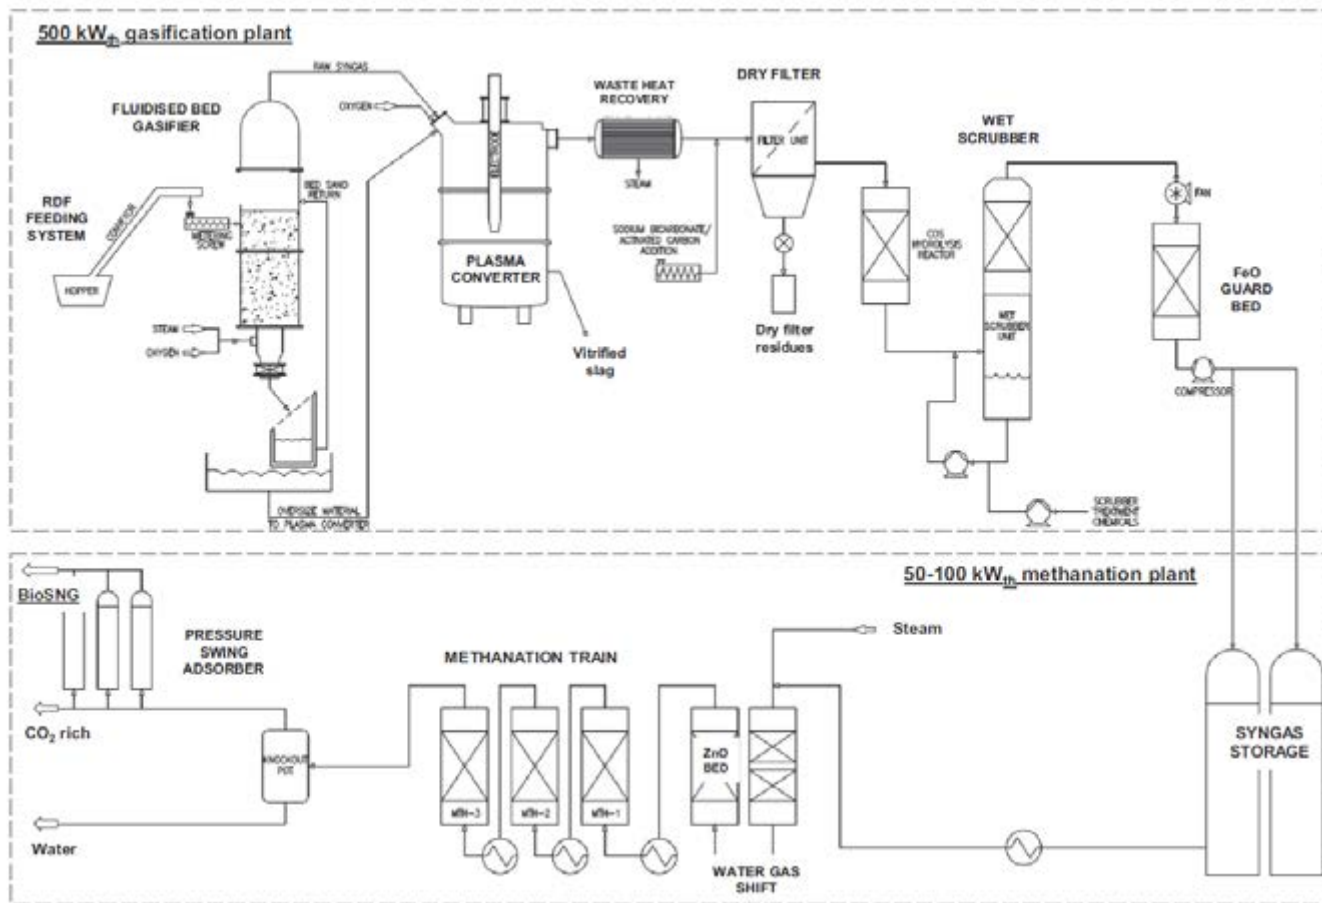 500 kWth gasification plant
RAW SYNGAS
FLUIDISED BED
GASIFIER
OXYGEN
ELECTRODE
WASTE HEAT
RECOVERY
STEAM
DRY FILTER
FILTER UNIT
WET
SCRUBBER
FAN
RDF
FEEDING
SYSTEM
CONVEYOR
HOPPER
METERING
SCREW
BED SAND
RETURN
PLASMA
CONVERTER
SODIUM BICARBONATE/
ACTIVATED CARBON
ADDITION
COS
HYDROLYSIS
REACTOR
WET
SCRUBBER
UNIT
FeO
GUARD
BED
STEAM
OXYGEN
Vitrified
slag
Dry filter
residues
COMPRESSOR
OVERSIZE MATERIAL
TO PLASMA CONVERTER
SCRUBBER
TREATMENT
CHEMICALS
50-100 kWth methanation plant
BioSNG
PRESSURE
SWING
ADSORBER
METHANATION TRAIN
Steam
CO2 rich
KNOCKOUT
POT
Water
MTH-3
MTH-2
MTH-1
ZnO
BED
WATER GAS
SHIFT
SYNGAS
STORAGE